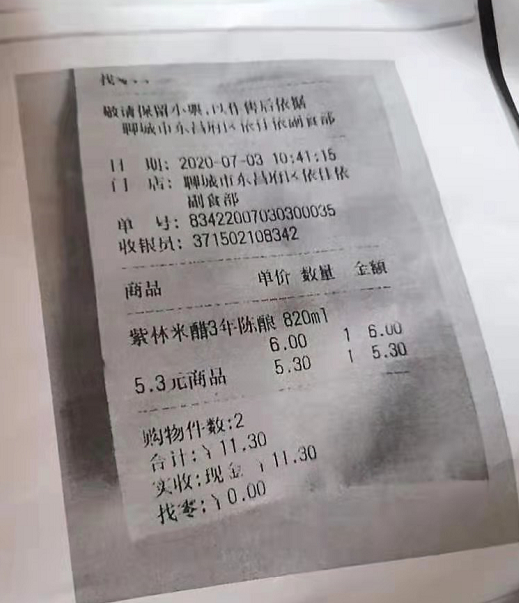 找
敬请保留小票,以作售后依据
聊城市东昌府区依佳依副食部
日 期: 2020-07-03 10:41:15
门 店: 聊城市东昌府区依佳依
副食部
单 号: 83422007030300035
收银员: 371502108342
商品 单价 数量 金额
紫林米醋3年陈酿 820ml
6.00 1 6.00
5.3元商品 5.30 1 5.30
购物件数:2
合计:¥11.30
实收:现金 ¥11.30
找零:¥0.00